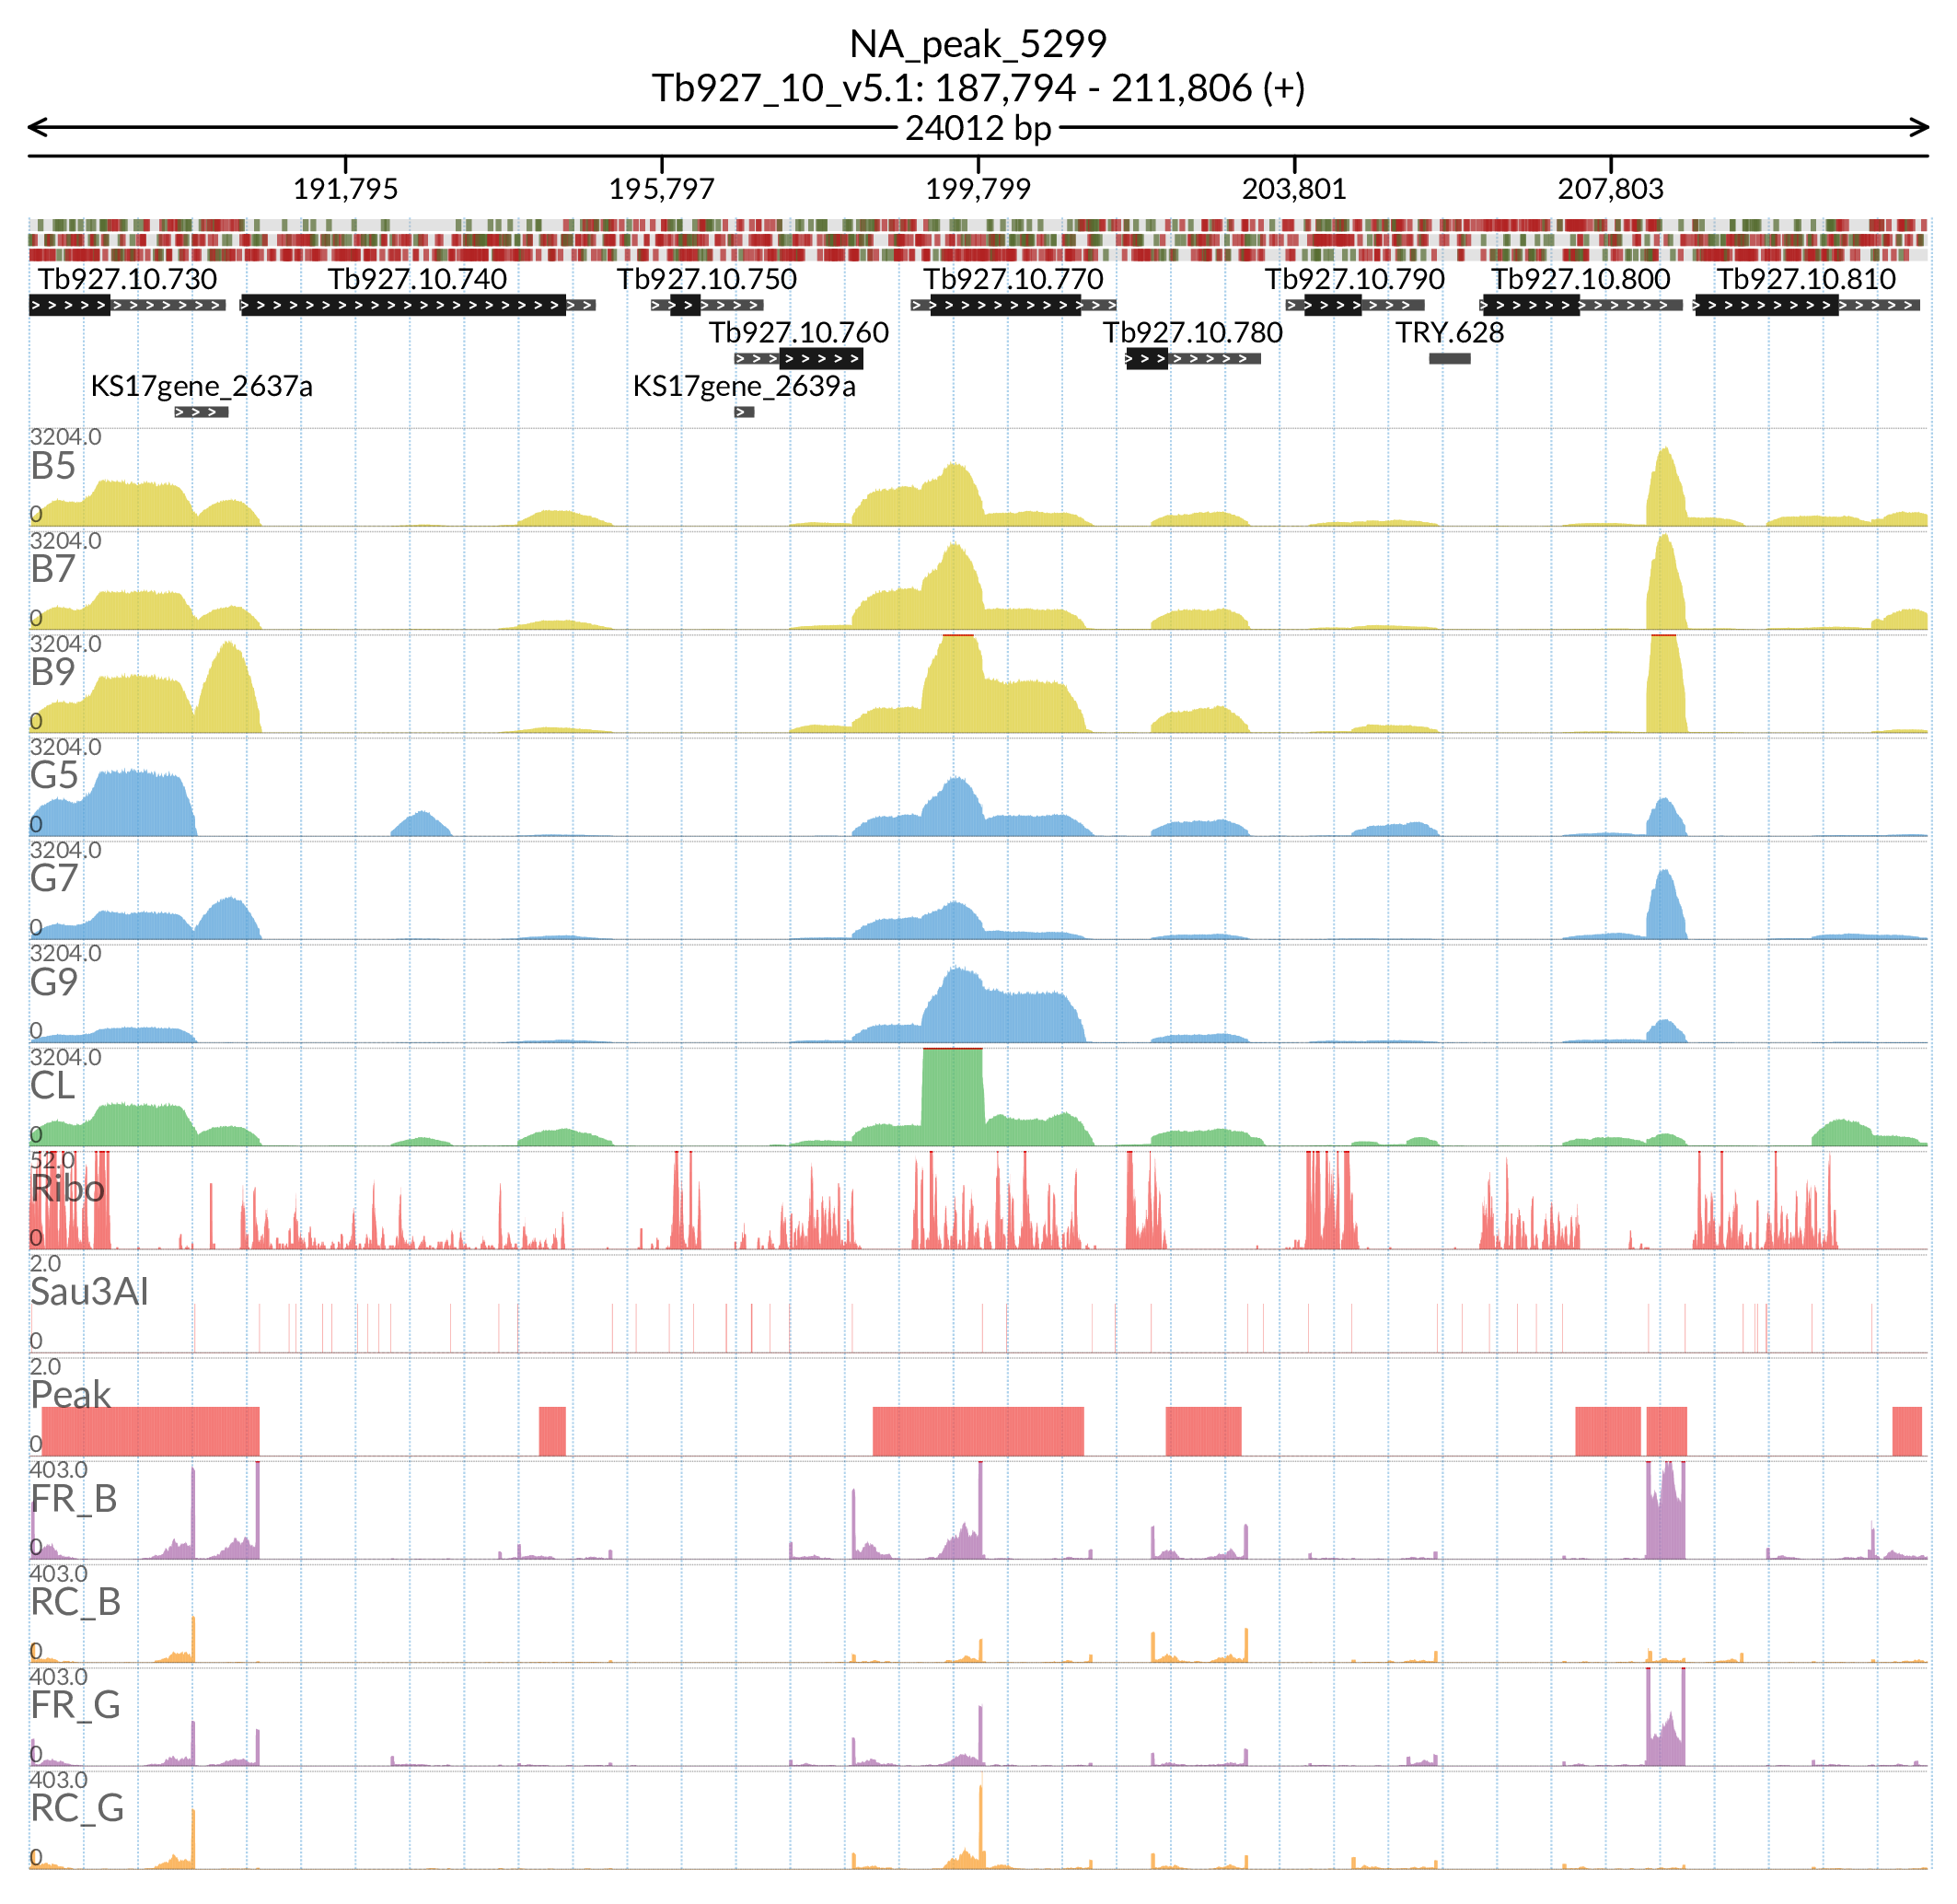 NA_peak_5299
Tb927_10_v5.1: 187,794 - 211,806 (+)
24012 bp
191,795 195,797 199,799 203,801 207,803
Tb927.10.730 Tb927.10.740 Tb927.10.750 Tb927.10.770 Tb927.10.790 Tb927.10.800 Tb927.10.810
Tb927.10.760 Tb927.10.780 TRY.628
KS17gene_2637a KS17gene_2639a
3204.0
B5
0
3204.0
B7
0
3204.0
B9
0
3204.0
G5
0
3204.0
G7
0
3204.0
G9
0
3204.0
CL
0
52.0
Ribo
0
2.0
Sau3AI
0
2.0
Peak
0
403.0
FR_B
0
403.0
RC_B
0
403.0
FR_G
0
403.0
RC_G
0